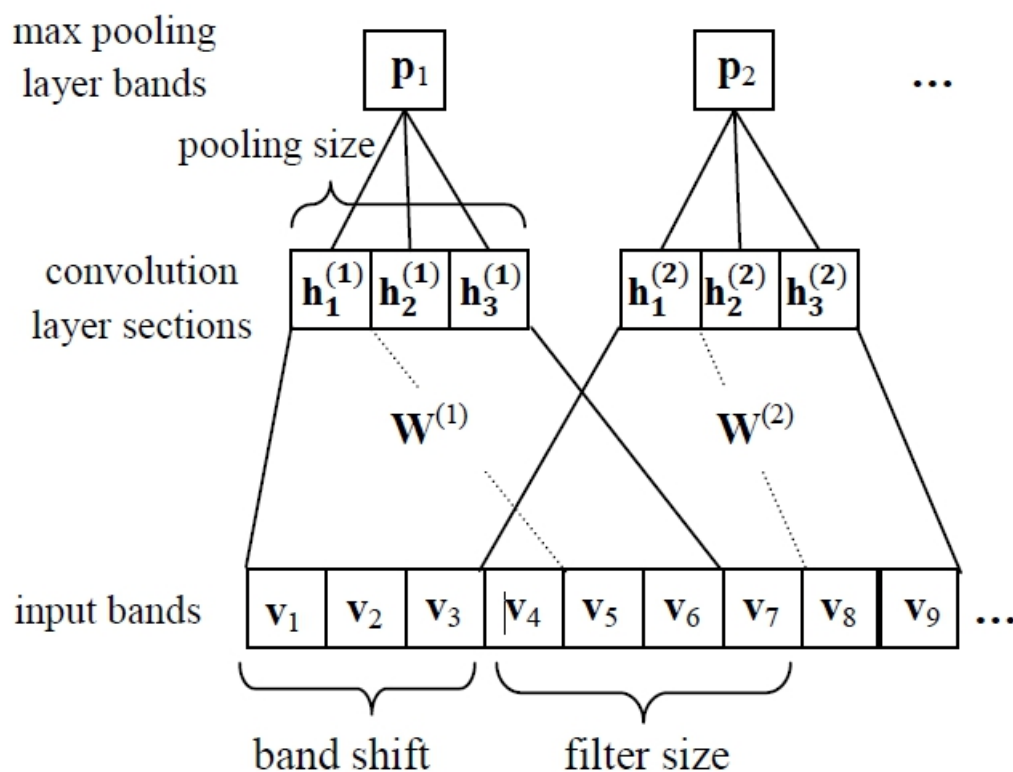 max pooling
layer bands
p₁ p₂ ...
pooling size
convolution
layer sections
h₁⁽¹⁾ h₂⁽¹⁾ h₃⁽¹⁾ h₁⁽²⁾ h₂⁽²⁾ h₃⁽²⁾
W⁽¹⁾ W⁽²⁾
input bands v₁ v₂ v₃ v₄ v₅ v₆ v₇ v₈ v₉ ...
band shift filter size